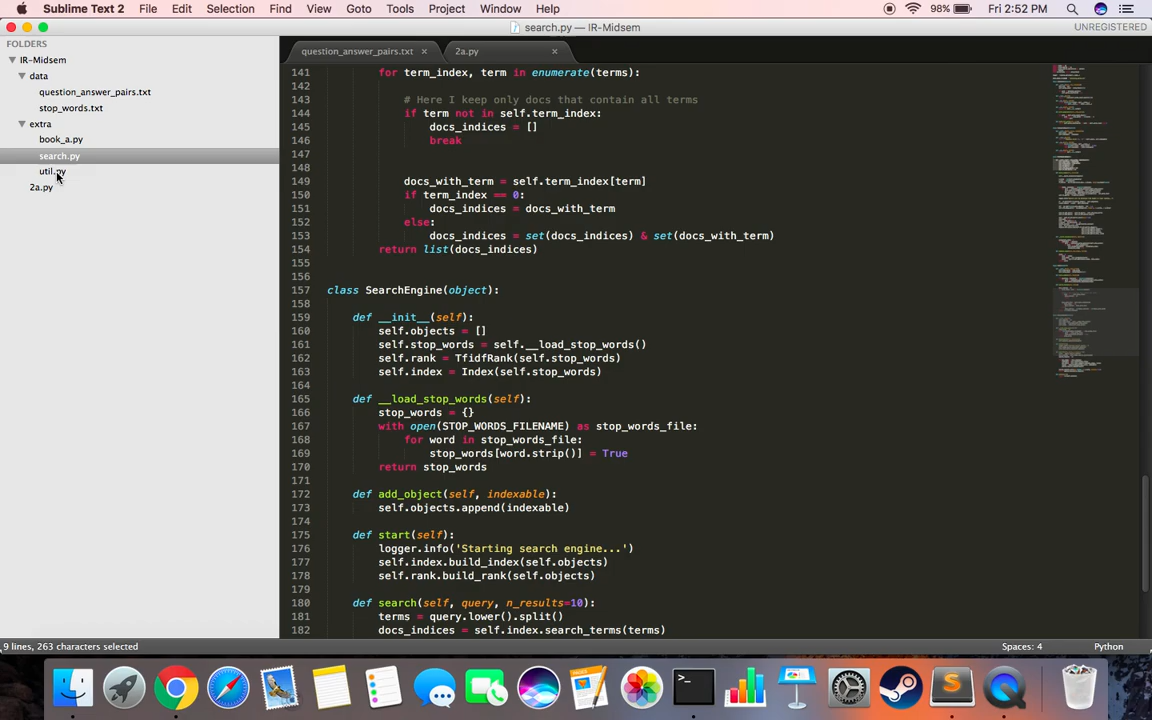 Sublime Text 2 File Edit Selection Find View Goto Tools Project Window Help 98% Fri 2:52 PM
search.py — IR-Midsem UNREGISTERED
FOLDERS
IR-Midsem
data
question_answer_pairs.txt
stop_words.txt
extra
book_a.py
search.py
util.py
2a.py
question_answer_pairs.txt × 2a.py ×
141 for term_index, term in enumerate(terms):
142
143 # Here I keep only docs that contain all terms
144 if term not in self.term_index:
145 docs_indices = []
146 break
147
148
149 docs_with_term = self.term_index[term]
150 if term_index == 0:
151 docs_indices = docs_with_term
152 else:
153 docs_indices = set(docs_indices) & set(docs_with_term)
154 return list(docs_indices)
155
156
157 class SearchEngine(object):
158
159 def __init__(self):
160 self.objects = []
161 self.stop_words = self.__load_stop_words()
162 self.rank = TfidfRank(self.stop_words)
163 self.index = Index(self.stop_words)
164
165 def __load_stop_words(self):
166 stop_words = {}
167 with open(STOP_WORDS_FILENAME) as stop_words_file:
168 for word in stop_words_file:
169 stop_words[word.strip()] = True
170 return stop_words
171
172 def add_object(self, indexable):
173 self.objects.append(indexable)
174
175 def start(self):
176 logger.info('Starting search engine...')
177 self.index.build_index(self.objects)
178 self.rank.build_rank(self.objects)
179
180 def search(self, query, n_results=10):
181 terms = query.lower().split()
182 docs_indices = self.index.search_terms(terms)
9 lines, 263 characters selected Spaces: 4 Python